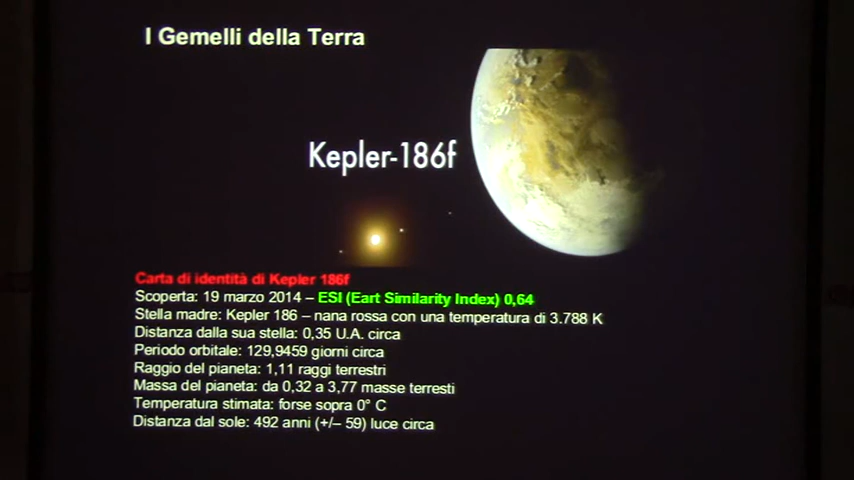 I Gemelli della Terra
Kepler-186f
Carta di identità di Kepler 186f
Scoperta: 19 marzo 2014 – ESI (Eart Similarity Index) 0,64
Stella madre: Kepler 186 – nana rossa con una temperatura di 3.788 K
Distanza dalla sua stella: 0,35 U.A. circa
Periodo orbitale: 129,9459 giorni circa
Raggio del pianeta: 1,11 raggi terrestri
Massa del pianeta: da 0,32 a 3,77 masse terresti
Temperatura stimata: forse sopra 0° C
Distanza dal sole: 492 anni (+/– 59) luce circa